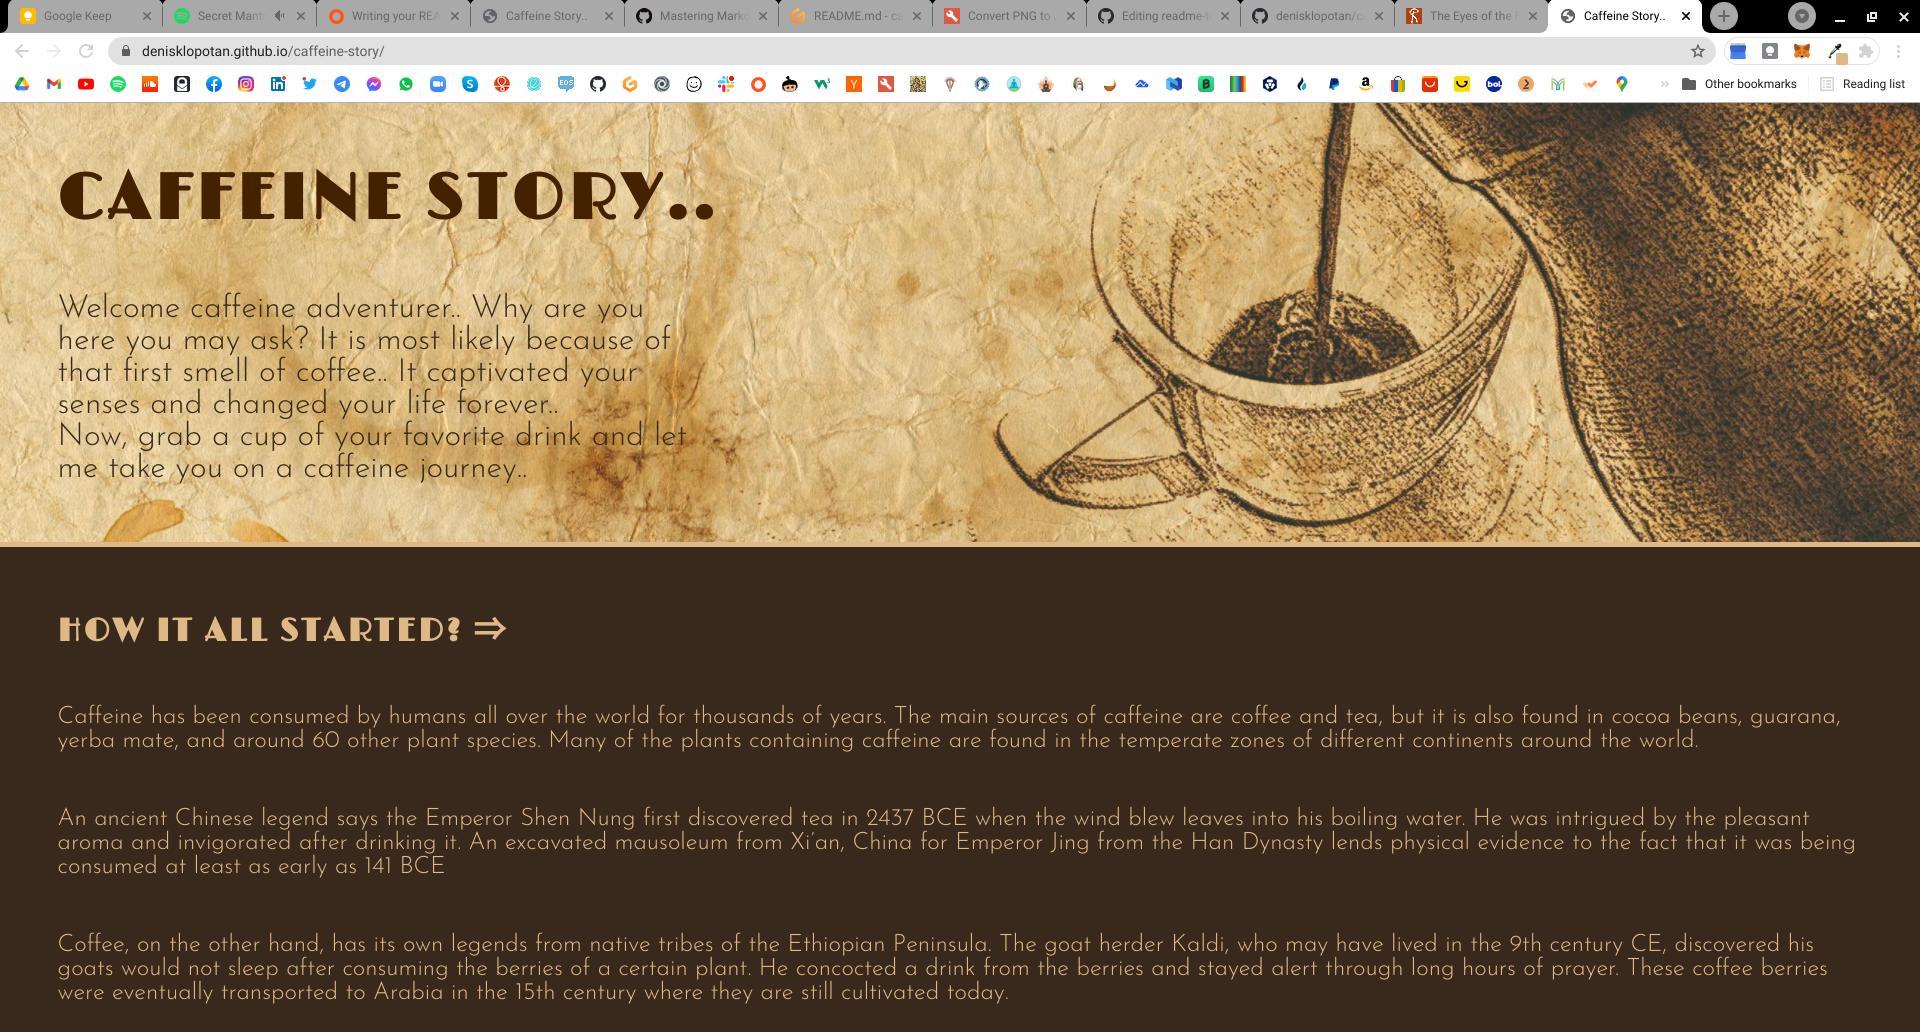 Google Keep
Secret Mant
Writing your REA
Caffeine Story..
Mastering Markd
README.md - ca
Convert PNG to
Editing readme-
denisklopotan/c
The Eyes of the
Caffeine Story..
denisklopotan.github.io/caffeine-story/
Other bookmarks
Reading list
CAFFEINE STORY..
Welcome caffeine adventurer.. Why are you
here you may ask? It is most likely because of
that first smell of coffee.. It captivated your
senses and changed your life forever..
Now, grab a cup of your favorite drink and let
me take you on a caffeine journey..
HOW IT ALL STARTED? ⇒
Caffeine has been consumed by humans all over the world for thousands of years. The main sources of caffeine are coffee and tea, but it is also found in cocoa beans, guarana,
yerba mate, and around 60 other plant species. Many of the plants containing caffeine are found in the temperate zones of different continents around the world.
An ancient Chinese legend says the Emperor Shen Nung first discovered tea in 2437 BCE when the wind blew leaves into his boiling water. He was intrigued by the pleasant
aroma and invigorated after drinking it. An excavated mausoleum from Xi'an, China for Emperor Jing from the Han Dynasty lends physical evidence to the fact that it was being
consumed at least as early as 141 BCE
Coffee, on the other hand, has its own legends from native tribes of the Ethiopian Peninsula. The goat herder Kaldi, who may have lived in the 9th century CE, discovered his
goats would not sleep after consuming the berries of a certain plant. He concocted a drink from the berries and stayed alert through long hours of prayer. These coffee berries
were eventually transported to Arabia in the 15th century where they are still cultivated today.